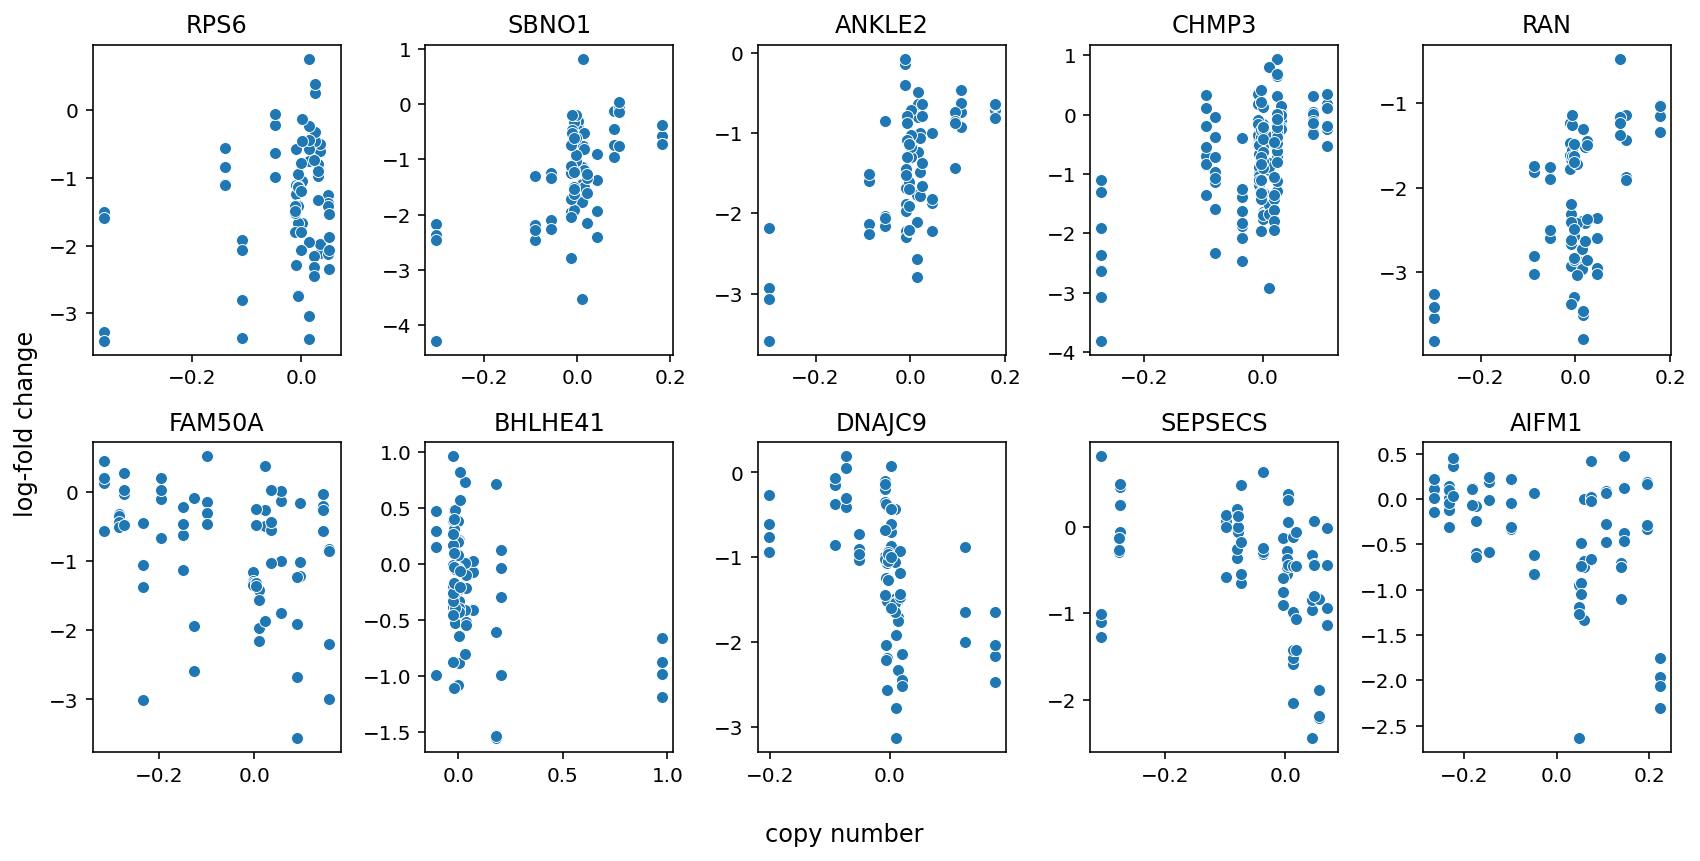 RPS6 SBNO1 ANKLE2 CHMP3 RAN
0 −1 −2 −3
1 0 −1 −2 −3 −4
0 −1 −2 −3
1 0 −1 −2 −3 −4
−1 −2 −3
−0.2 0.0
−0.2 0.0 0.2
−0.2 0.0 0.2
−0.2 0.0
−0.2 0.0 0.2
log-fold change
FAM50A BHLHE41 DNAJC9 SEPSECS AIFM1
0 −1 −2 −3
1.0 0.5 0.0 −0.5 −1.0 −1.5
0 −1 −2 −3
0 −1 −2
0.5 0.0 −0.5 −1.0 −1.5 −2.0 −2.5
−0.2 0.0
0.0 0.5 1.0
−0.2 0.0
−0.2 0.0
−0.2 0.0 0.2
copy number